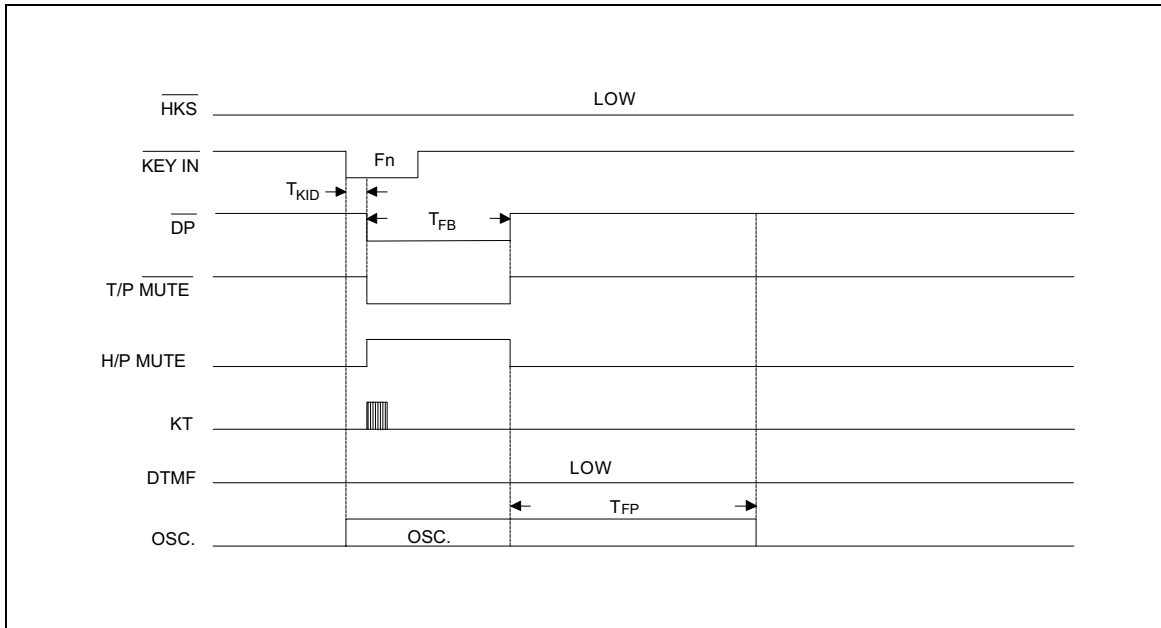 HKS LOW
KEY IN Fn
TKID
DP TFB
T/P MUTE
H/P MUTE
KT
DTMF LOW
TFP
OSC. OSC.